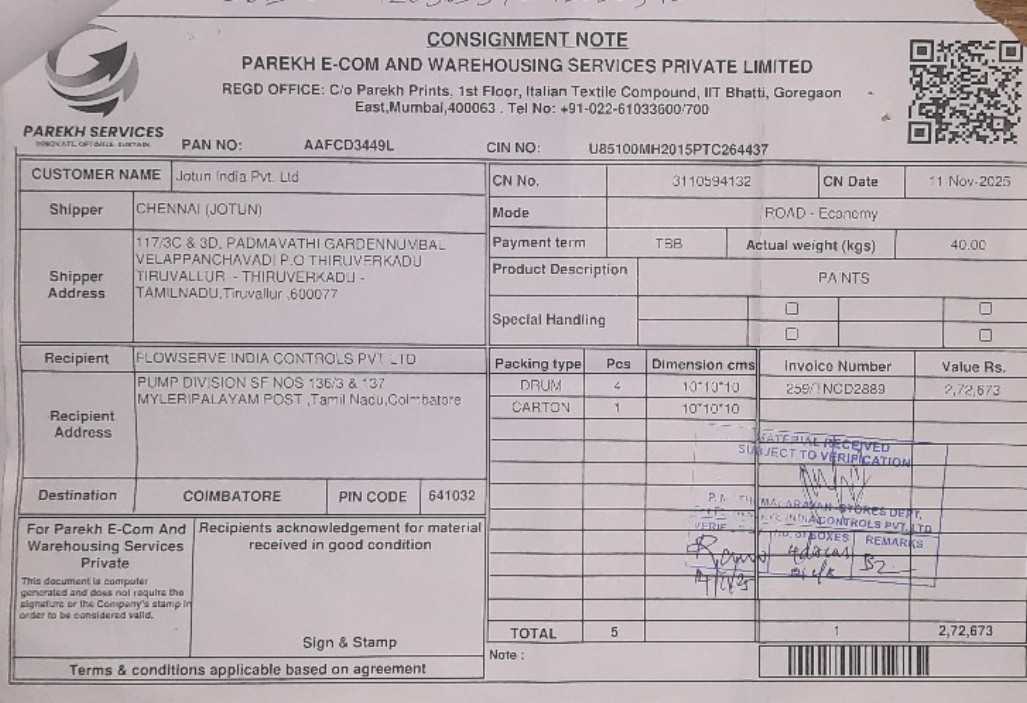 CONSIGNMENT NOTE
PAREKH E-COM AND WAREHOUSING SERVICES PRIVATE LIMITED
REGD OFFICE: C/o Parekh Prints, 1st Floor, Italian Textile Compound, IIT Bhatti, Goregaon
East,Mumbai,400063 . Tel No: +91-022-61033600/700
PAREKH SERVICES
PAN NO: AAFCD3449L CIN NO: U85100MH2015PTC264437
CUSTOMER NAME Jotun India Pvt. Ltd
CN No. 3110594132 CN Date 11-Nov-2025
Shipper CHENNAI (JOTUN)
Mode ROAD - Economy
Payment term TBB Actual weight (kgs) 40.00
Shipper Address
117/3C & 3D, PADMAVATHI GARDENNUMBAL
VELAPPANCHAVADI P.O THIRUVERKADU
TIRUVALLUR - THIRUVERKADU -
TAMILNADU,Tiruvallur ,600077
Product Description PAINTS
Special Handling
Recipient FLOWSERVE INDIA CONTROLS PVT LTD
Recipient Address
PUMP DIVISION SF NOS 136/3 & 137
MYLERIPALAYAM POST ,Tamil Nadu,Coimbatore
Destination COIMBATORE PIN CODE 641032
Packing type Pcs Dimension cms Invoice Number Value Rs.
DRUM 4 10*10*10 2,72,673
CARTON 1 10*10*10
MATERIAL RECEIVED
SUBJECT TO VERIFICATION
STORES DEPT,
INDIA CONTROLS PVT. LTD
NO. OF BOXES REMARKS
TOTAL 5 1 2,72,673
Note :
For Parekh E-Com And
Warehousing Services
Private
This document is computer
generated and does not require the
signature or the Company's stamp in
order to be considered valid.
Recipients acknowledgement for material
received in good condition
Sign & Stamp
Terms & conditions applicable based on agreement